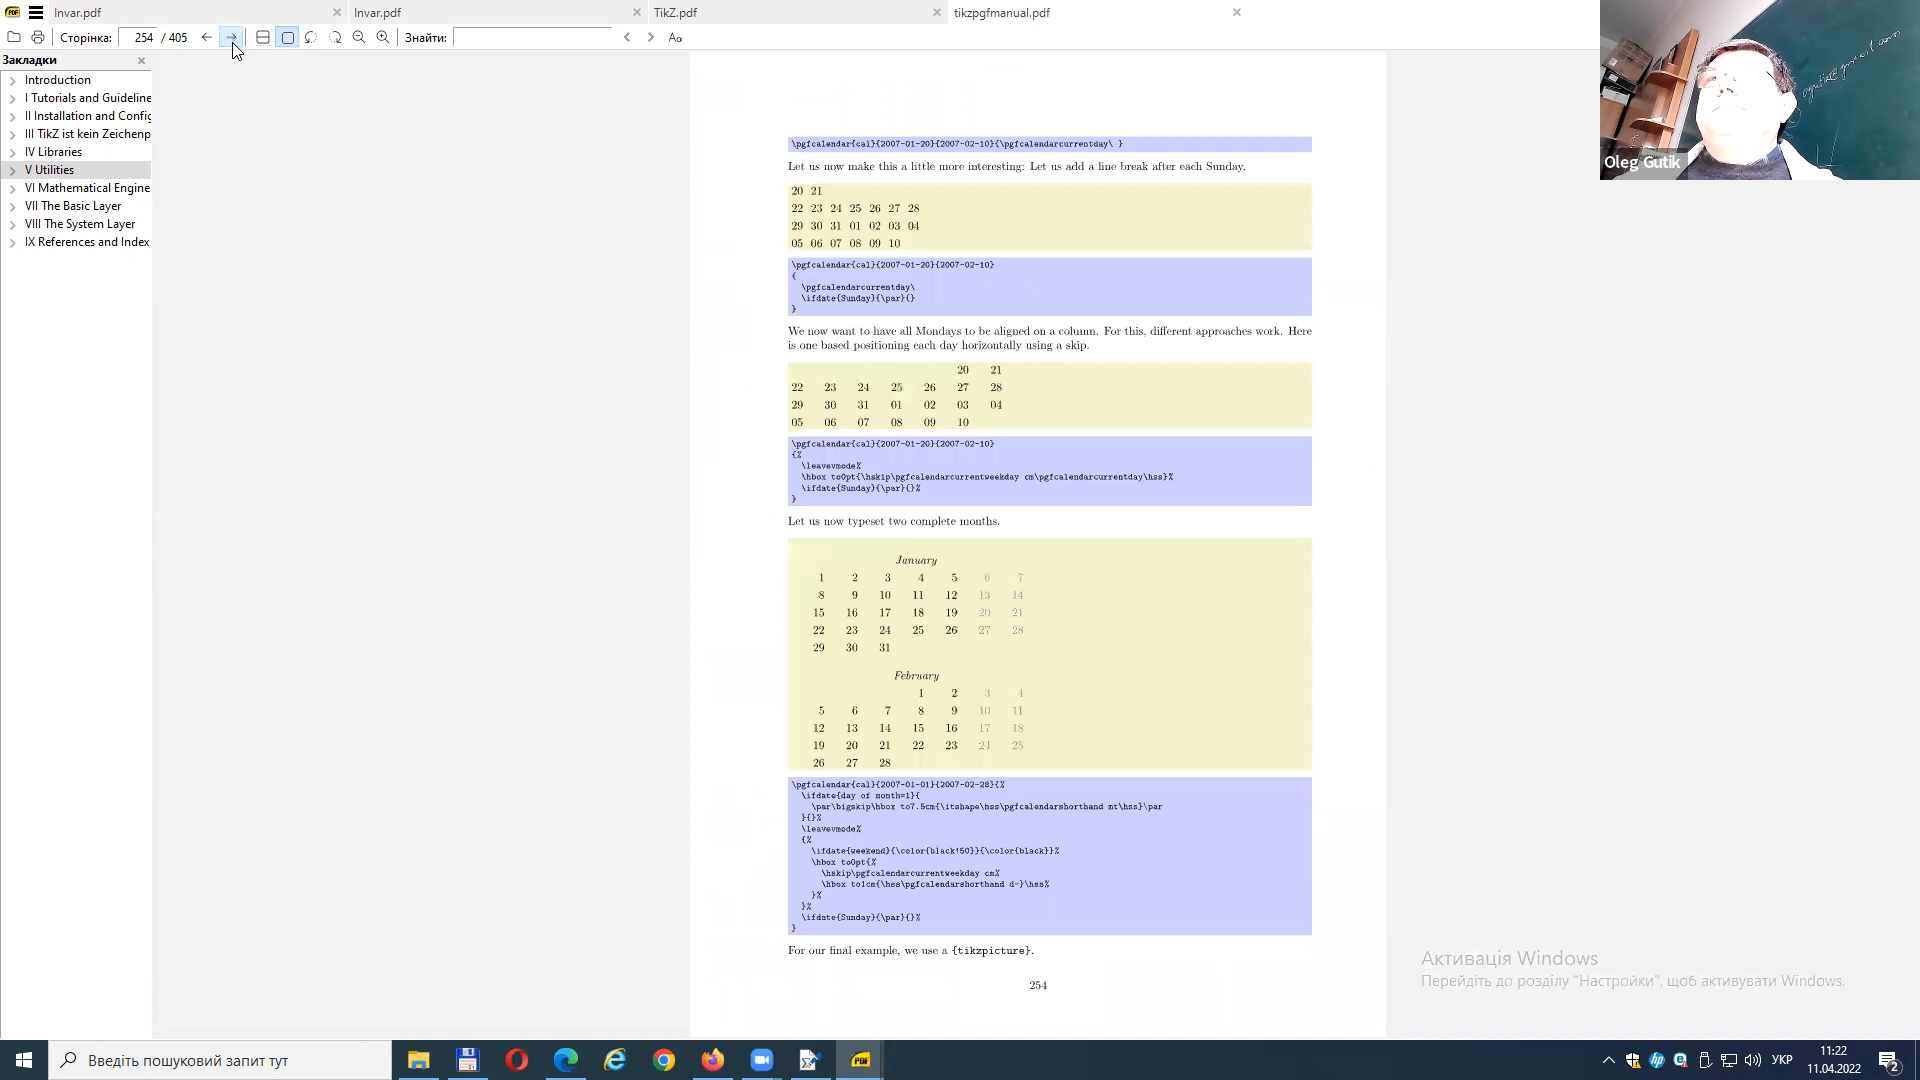 Invar.pdf
Invar.pdf
TikZ.pdf
tikzpgfmanual.pdf
Сторінка: 254 / 405
Знайти:
Закладки
Introduction
I Tutorials and Guideline
II Installation and Config
III TikZ ist kein Zeichenp
IV Libraries
V Utilities
VI Mathematical Engine
VII The Basic Layer
VIII The System Layer
IX References and Index
\pgfcalendar{cal}{2007-01-20}{2007-02-10}{\pgfcalendarcurrentday\ }
Let us now make this a little more interesting: Let us add a line break after each Sunday.
20 21
22 23 24 25 26 27 28
29 30 31 01 02 03 04
05 06 07 08 09 10
\pgfcalendar{cal}{2007-01-20}{2007-02-10}
{
\pgfcalendarcurrentday\
\ifdate{Sunday}{\par}{}
}
We now want to have all Mondays to be aligned on a column. For this, different approaches work. Here
is one based positioning each day horizontally using a skip.
20 21
22 23 24 25 26 27 28
29 30 31 01 02 03 04
05 06 07 08 09 10
\pgfcalendar{cal}{2007-01-20}{2007-02-10}
{%
\leavevmode%
\hbox to0pt{\hskip\pgfcalendarcurrentweekday cm\pgfcalendarcurrentday\hss}%
\ifdate{Sunday}{\par}{}%
}
Let us now typeset two complete months.
January
1 2 3 4 5 6 7
8 9 10 11 12 13 14
15 16 17 18 19 20 21
22 23 24 25 26 27 28
29 30 31
February
1 2 3 4
5 6 7 8 9 10 11
12 13 14 15 16 17 18
19 20 21 22 23 24 25
26 27 28
\pgfcalendar{cal}{2007-01-01}{2007-02-28}{%
\ifdate{day of month=1}{
\par\bigskip\hbox to7.5cm{\itshape\hss\pgfcalendarshorthand mt\hss}\par
}{}%
\leavevmode%
{%
\ifdate{weekend}{\color{black!50}}{\color{black}}%
\hbox to0pt{%
\hskip\pgfcalendarcurrentweekday cm%
\hbox to1cm{\hss\pgfcalendarshorthand d-}\hss%
}%
}%
\ifdate{Sunday}{\par}{}%
}
For our final example, we use a {tikzpicture}.
254
Oleg Gutik
Активація Windows
Перейдіть до розділу "Настройки", щоб активувати Windows.
Введіть пошуковий запит тут
PDF
УКР
11:22
11.04.2022
2